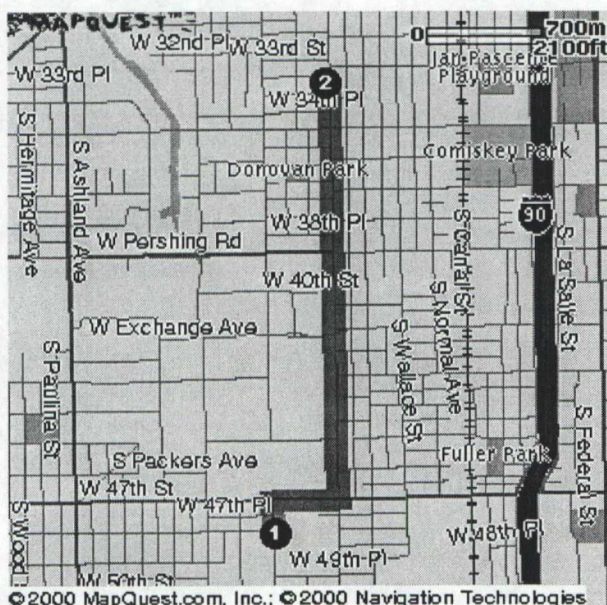 MAPQUEST™
0 700m
2100ft
W 32nd Pl
W 33rd St
W 33rd Pl
Jan Pascente
Playground
2
W 34th Pl
S Hermitage Ave
S Ashland Ave
Donovan Park
Comiskey Park
W 38th Pl
90
W Pershing Rd
S Canal St
S La Salle St
W 40th St
W Exchange Ave
S Normal Ave
S Wallace St
S Paulina St
S Federal St
Fuller Park
S Packers Ave
W 47th St
W 47th Pl
1
W 48th Pl
S Wood
W 49th Pl
W 50th St
©2000 MapQuest.com, Inc.; ©2000 Navigation Technologies